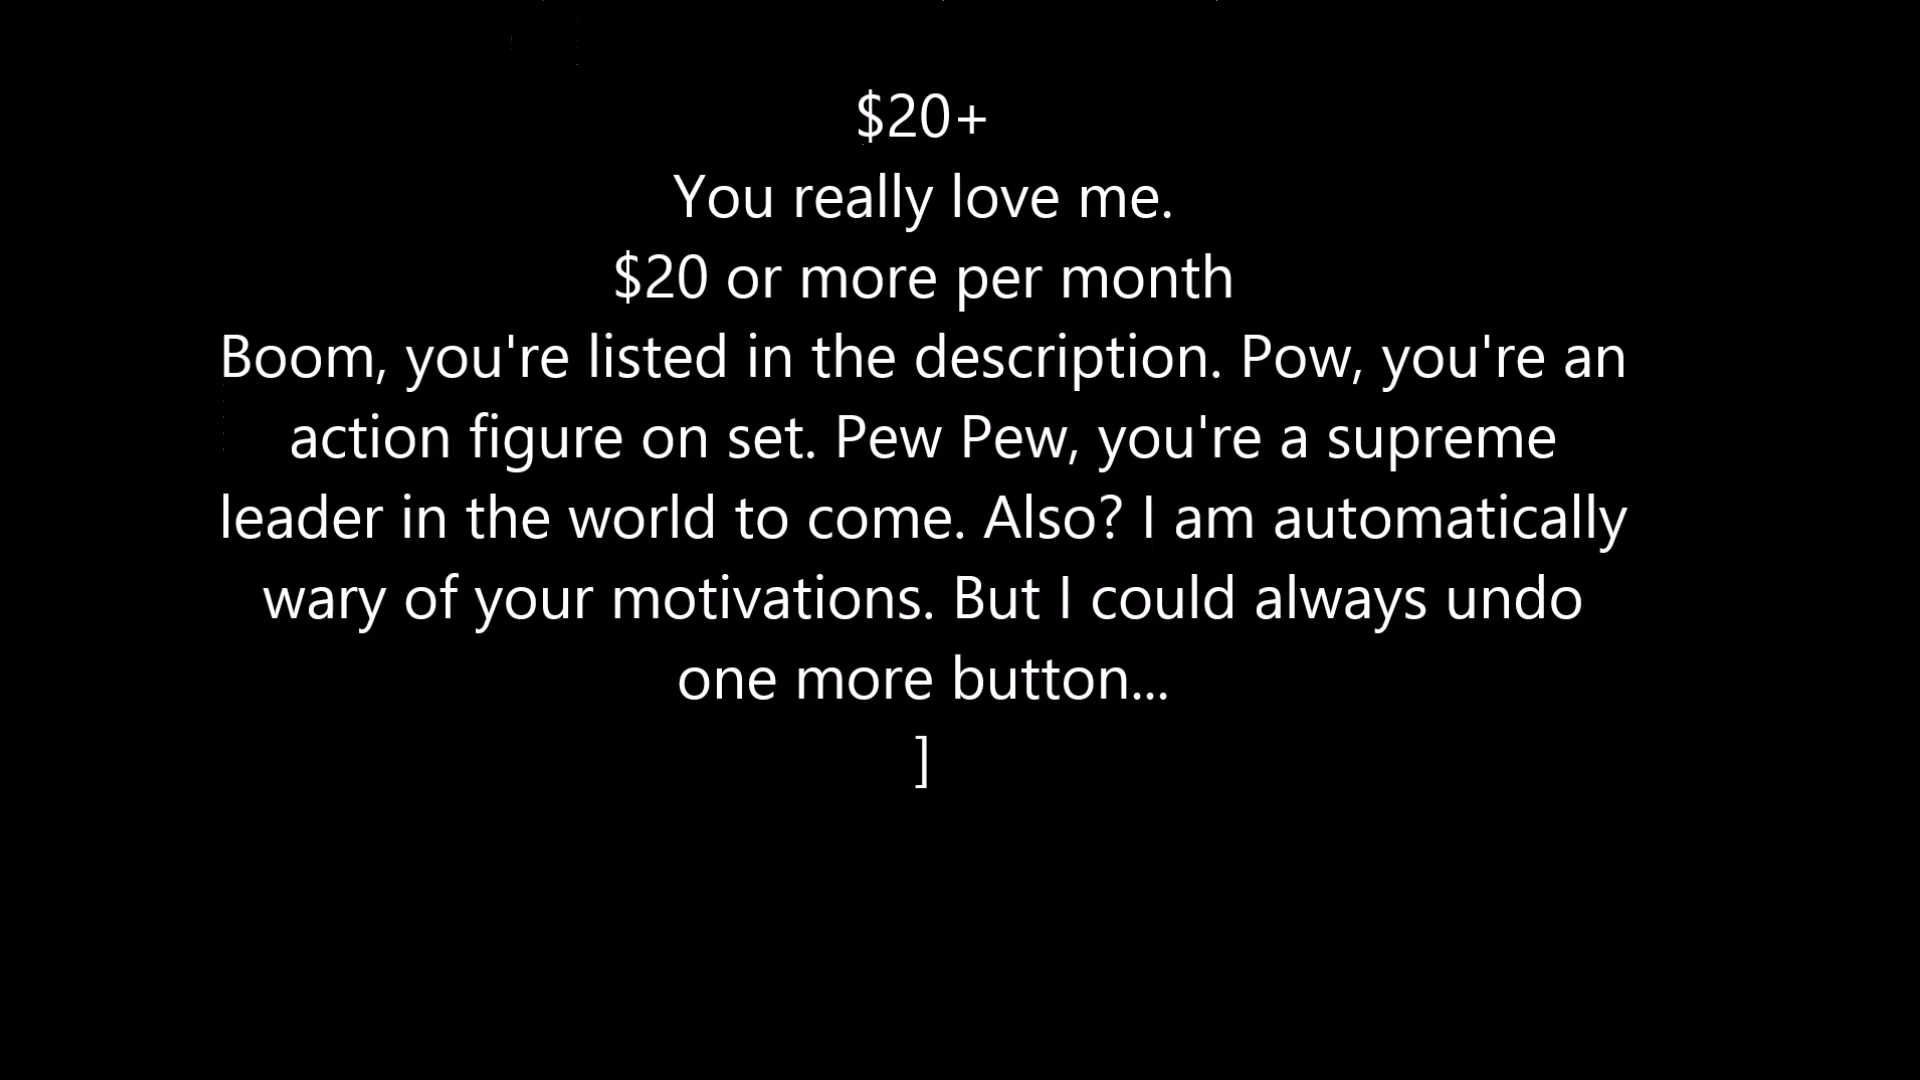 $20+
You really love me.
$20 or more per month
Boom, you're listed in the description. Pow, you're an
action figure on set. Pew Pew, you're a supreme
leader in the world to come. Also? I am automatically
wary of your motivations. But I could always undo
one more button...
]